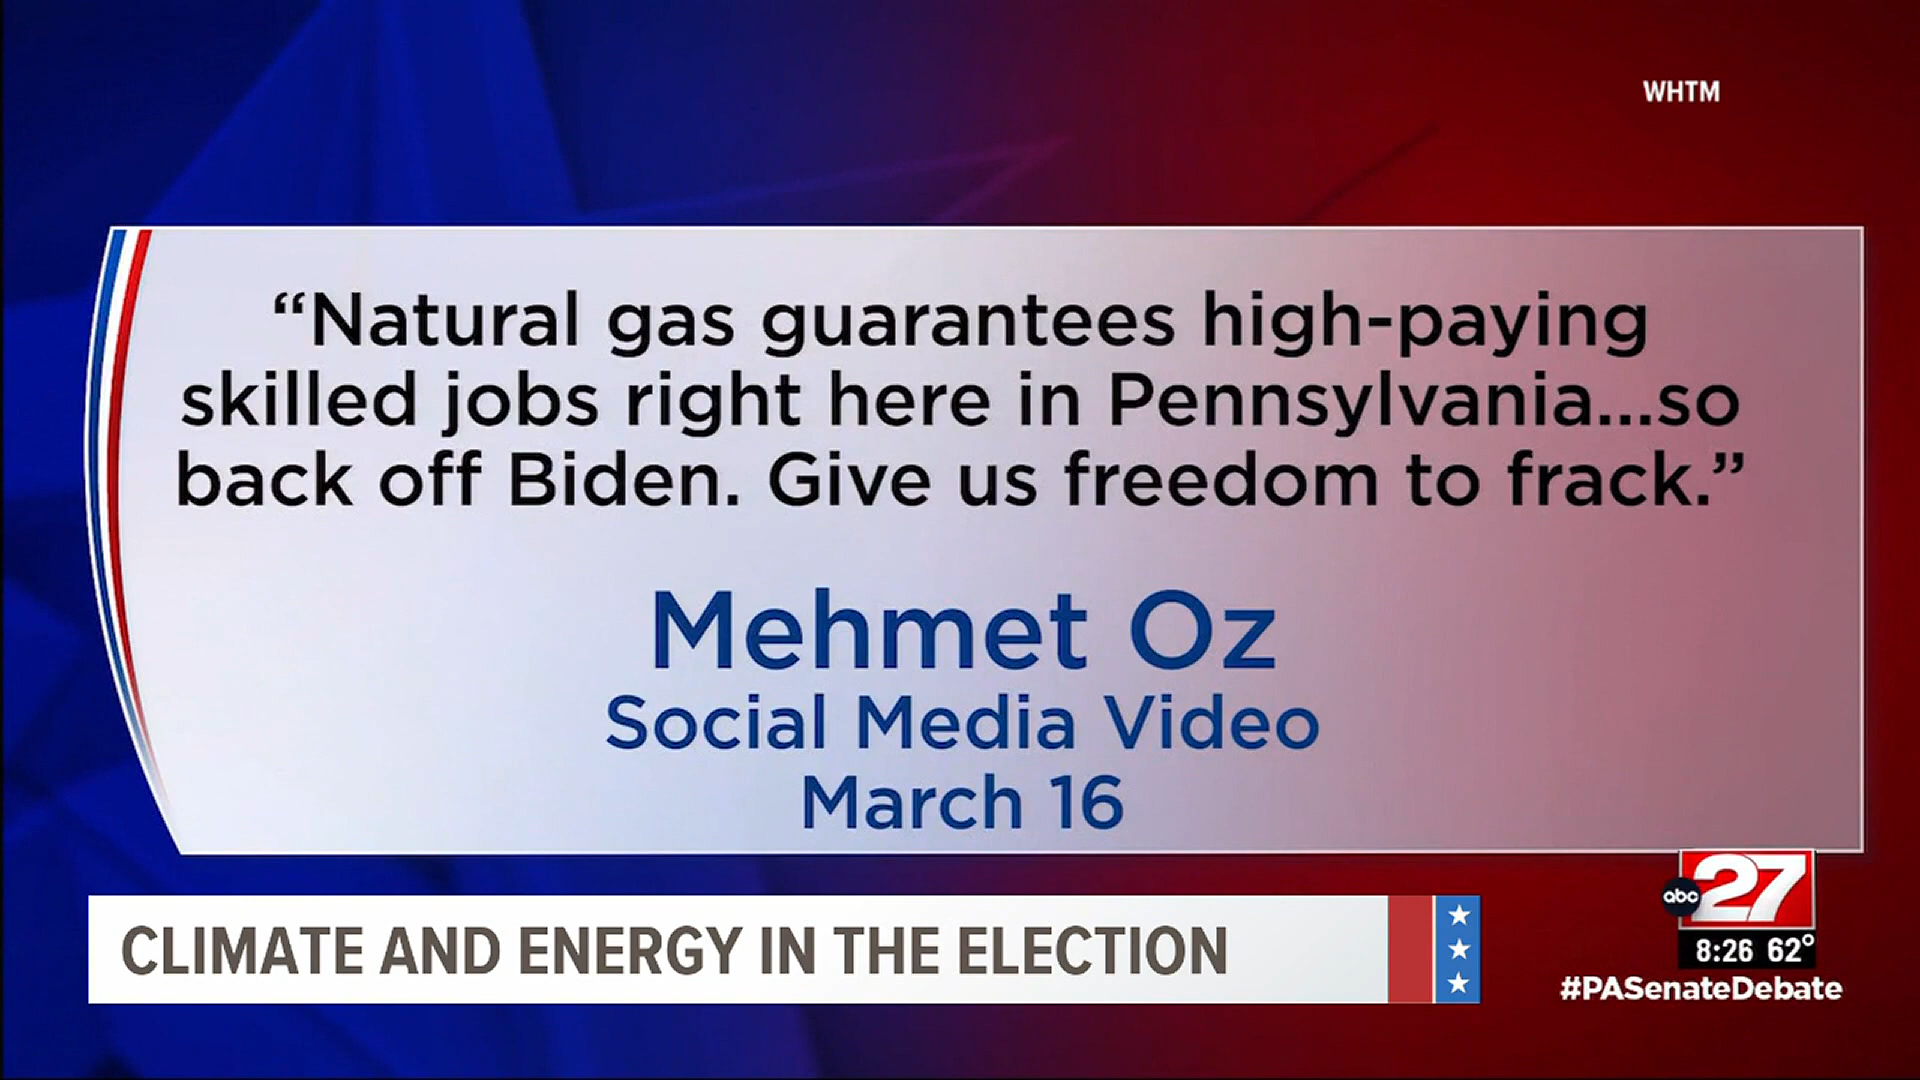 WHTM
“Natural gas guarantees high-paying
skilled jobs right here in Pennsylvania...so
back off Biden. Give us freedom to frack.”
Mehmet Oz
Social Media Video
March 16
CLIMATE AND ENERGY IN THE ELECTION
abc 27
8:26 62°
#PASenateDebate